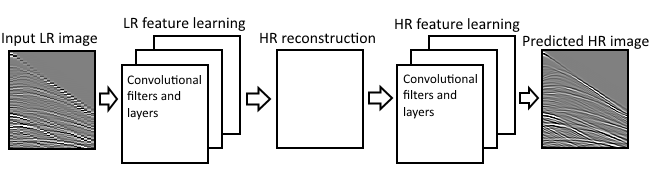 Input LR image
LR feature learning
HR reconstruction
HR feature learning
Predicted HR image
Convolutional
filters and
layers
Convolutional
filters and
layers